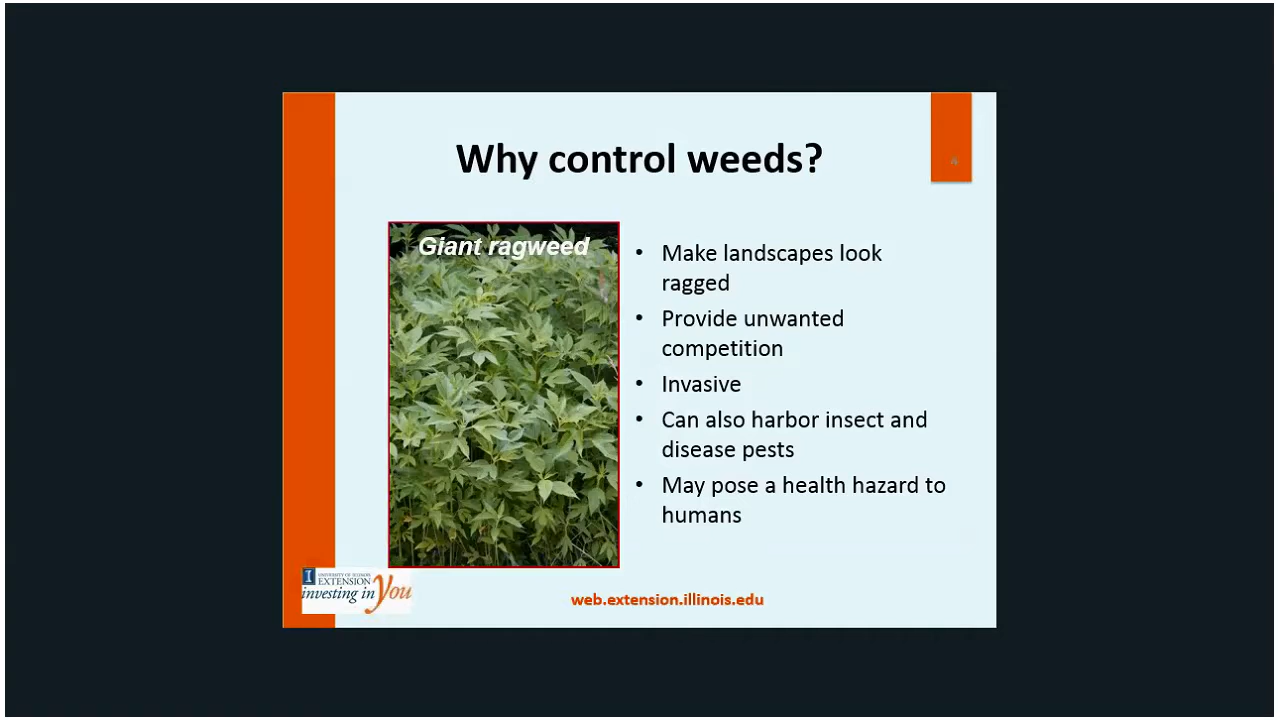 Why control weeds?
Giant ragweed
• Make landscapes look
ragged
• Provide unwanted
competition
• Invasive
• Can also harbor insect and
disease pests
• May pose a health hazard to
humans
I UNIVERSITY OF ILLINOIS
EXTENSION
investing in You
web.extension.illinois.edu